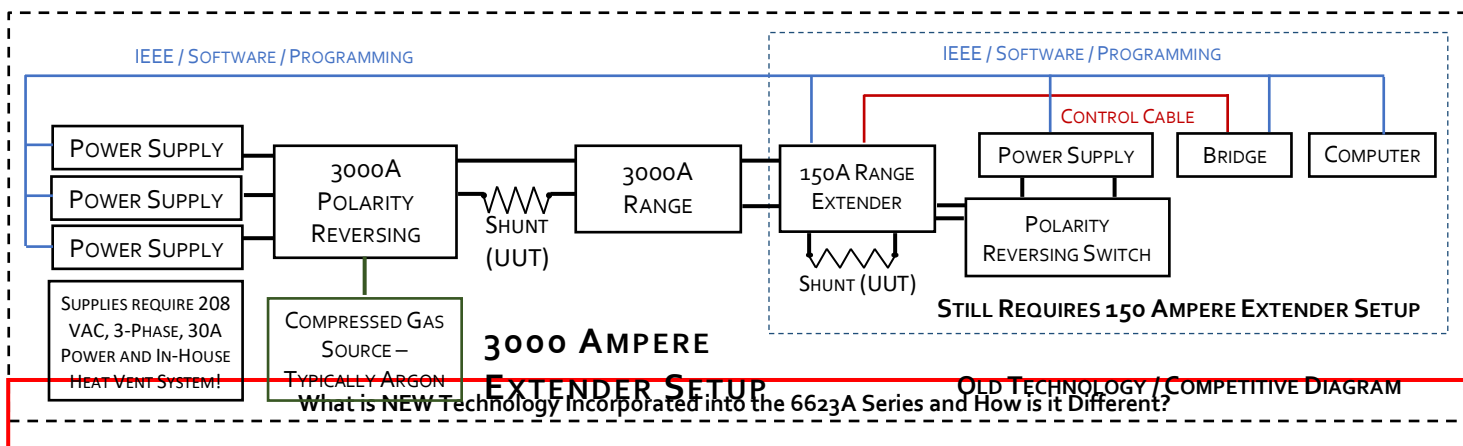 IEEE / Software / Programming
IEEE / Software / Programming
Control Cable
Power Supply
Power Supply
Power Supply
3000A
Polarity
Reversing
Shunt
(UUT)
3000A
Range
150A Range
Extender
Shunt (UUT)
Power Supply
Bridge
Computer
Polarity
Reversing Switch
Still Requires 150 Ampere Extender Setup
Supplies require 208
VAC, 3-Phase, 30A
Power and In-House
Heat Vent System!
Compressed Gas
Source –
Typically Argon
3000 Ampere
Extender Setup
Old Technology / Competitive Diagram
What is NEW Technology Incorporated into the 6623A Series and How is it Different?